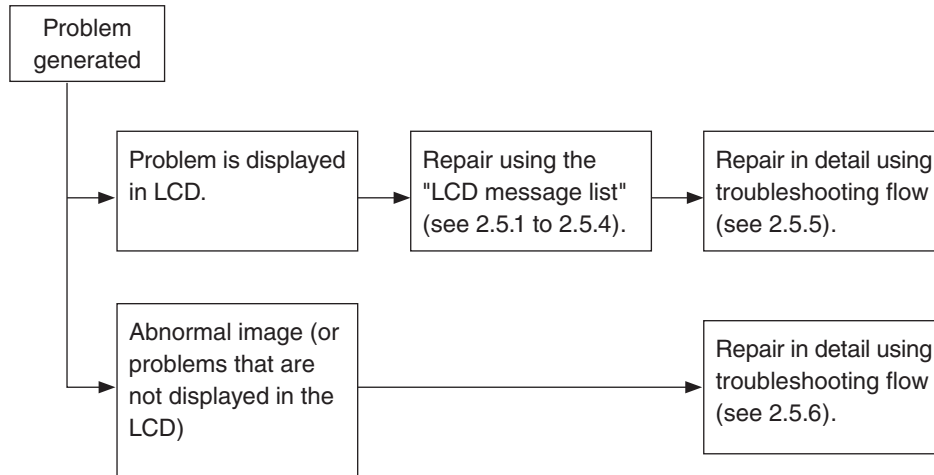 Problem
generated
Problem is displayed
in LCD.
Repair using the
"LCD message list"
(see 2.5.1 to 2.5.4).
Repair in detail using
troubleshooting flow
(see 2.5.5).
Abnormal image (or
problems that are
not displayed in the
LCD)
Repair in detail using
troubleshooting flow
(see 2.5.6).